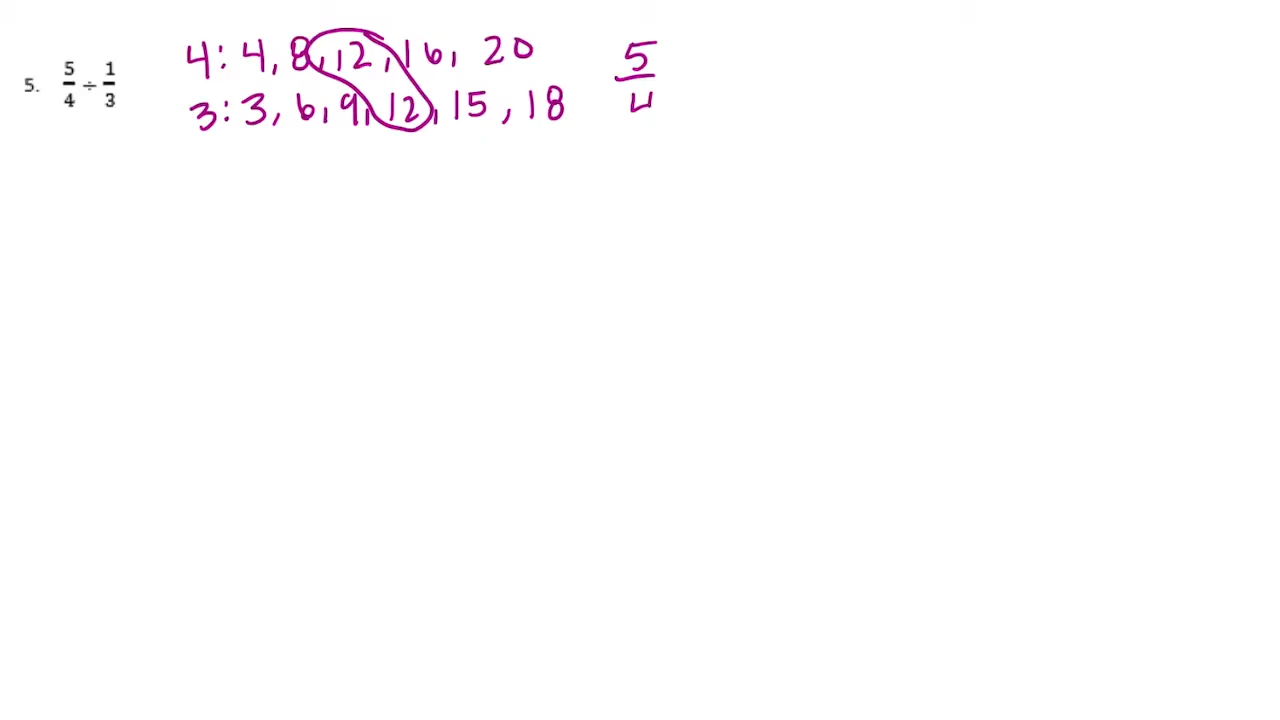 5. 5/4 ÷ 1/3
4: 4, 8, 12, 16, 20
3: 3, 6, 9, 12, 15, 18
5/4